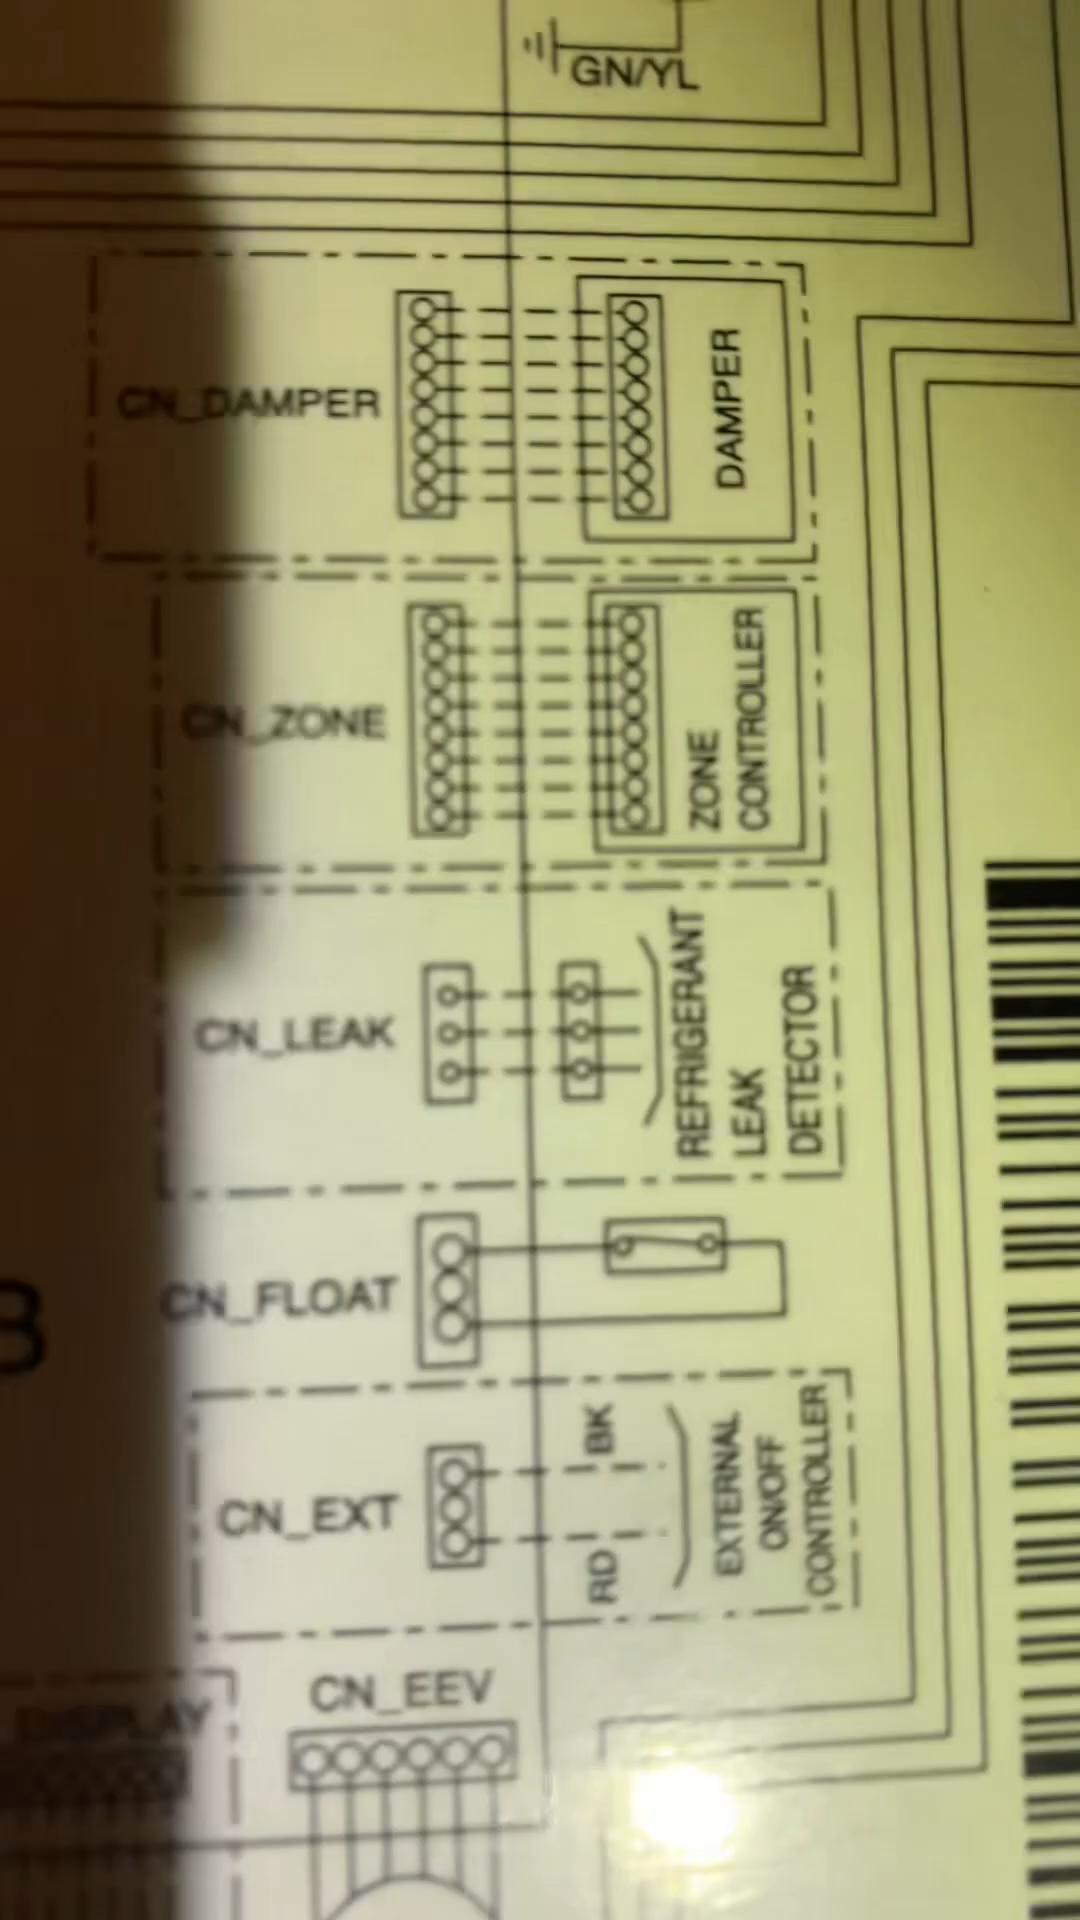 GN/YL
CN_DAMPER
DAMPER
CN_ZONE
ZONE
CONTROLLER
CN_LEAK
REFRIGERANT
LEAK
DETECTOR
CN_FLOAT
CN_EXT
BK
RD
EXTERNAL
ON/OFF
CONTROLLER
CN_EEV
DISPLAY